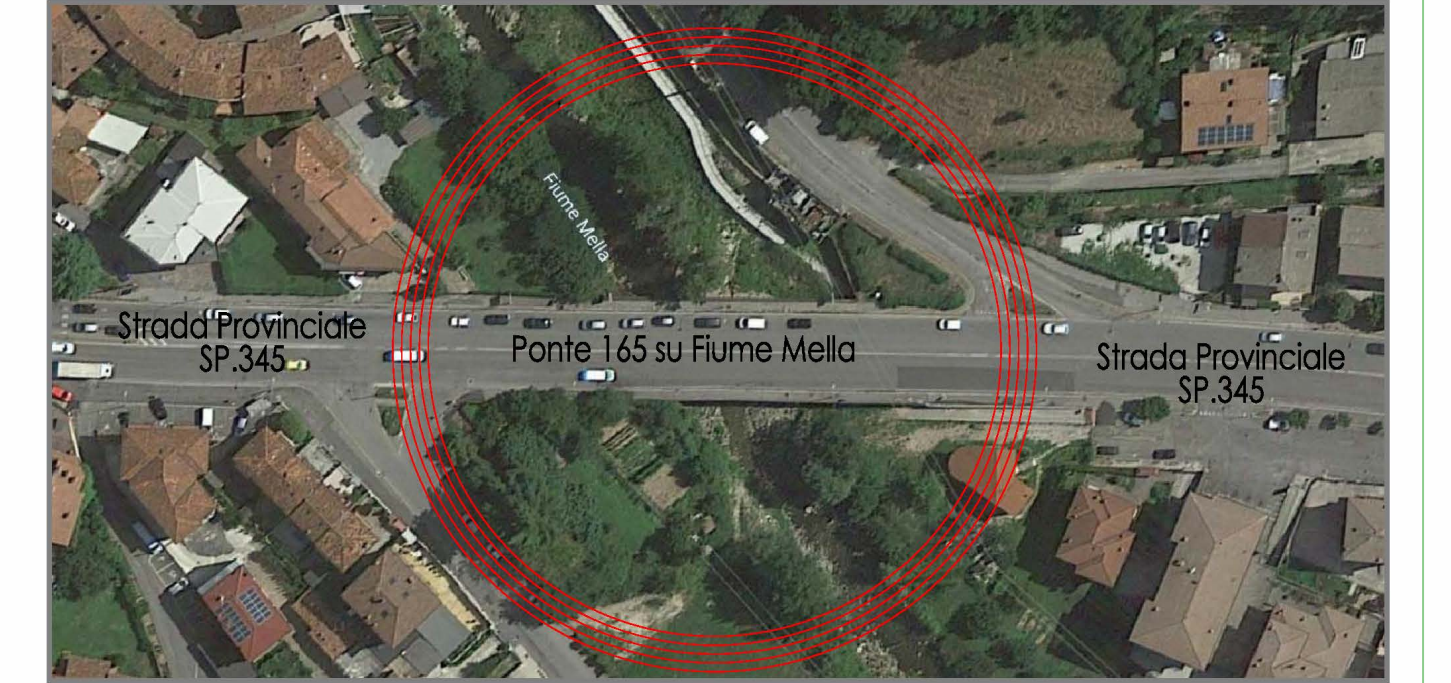 Fiume Mella
Strada Provinciale
SP.345
Ponte 165 su Fiume Mella
Strada Provinciale
SP.345